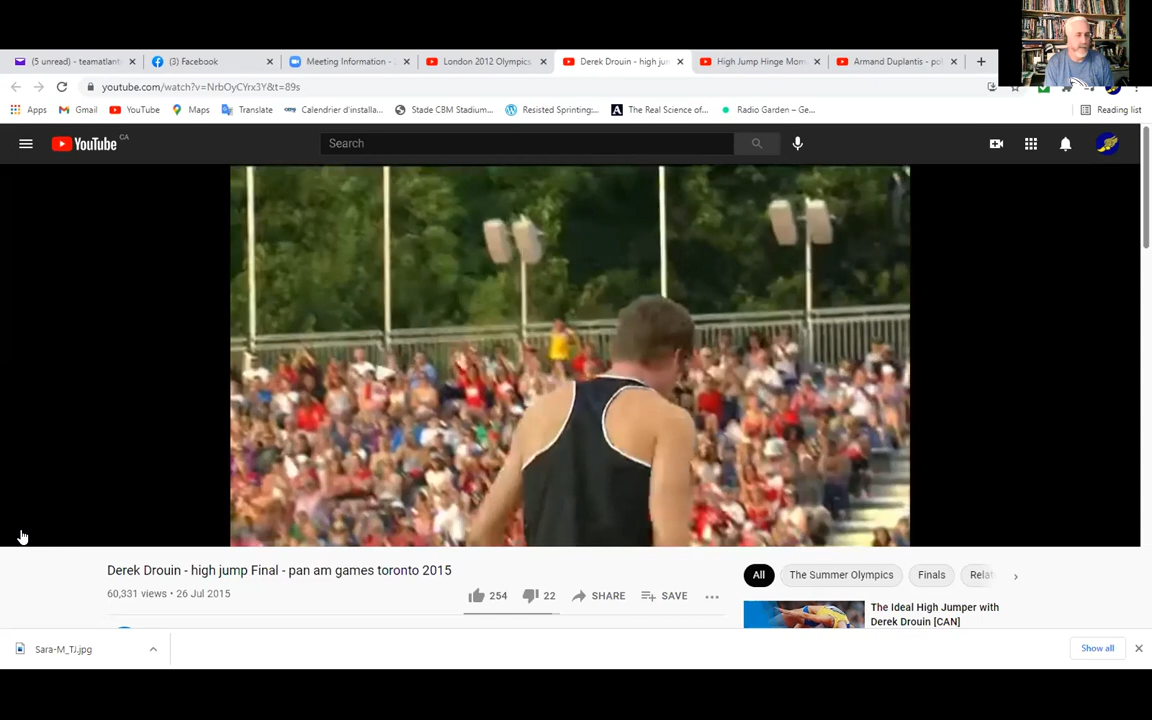 (5 unread) - teamatlant
(3) Facebook
Meeting Information -
London 2012 Olympics
Derek Drouin - high jun
High Jump Hinge Mom
Armand Duplantis - po
youtube.com/watch?v=NrbOyCYrx3Y&t=89s
Apps Gmail YouTube Maps Translate Calendrier d'installa... Stade CBM Stadium... Resisted Sprinting:... The Real Science of... Radio Garden – Ge... Reading list
YouTube CA
Search
Derek Drouin - high jump Final - pan am games toronto 2015
60,331 views • 26 Jul 2015
254 22 SHARE SAVE
All The Summer Olympics Finals Relat
The Ideal High Jumper with
Derek Drouin [CAN]
Sara-M_TJ.jpg
Show all